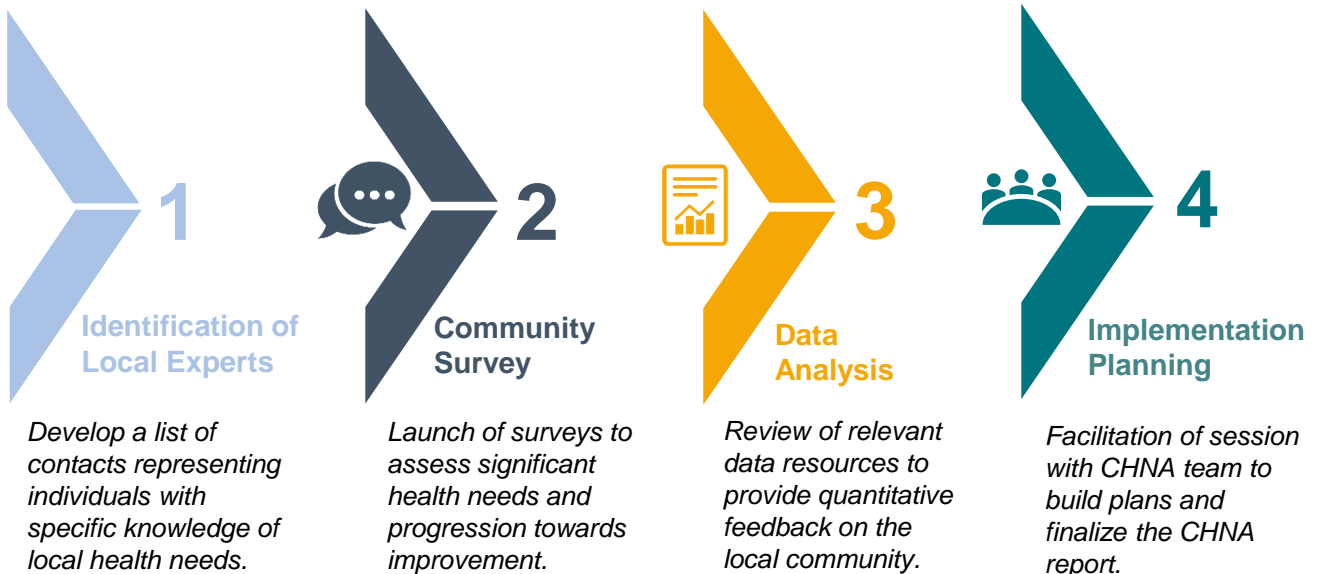 1
Identification of
Local Experts
Develop a list of
contacts representing
individuals with
specific knowledge of
local health needs.
2
Community
Survey
Launch of surveys to
assess significant
health needs and
progression towards
improvement.
3
Data
Analysis
Review of relevant
data resources to
provide quantitative
feedback on the
local community.
4
Implementation
Planning
Facilitation of session
with CHNA team to
build plans and
finalize the CHNA
report.